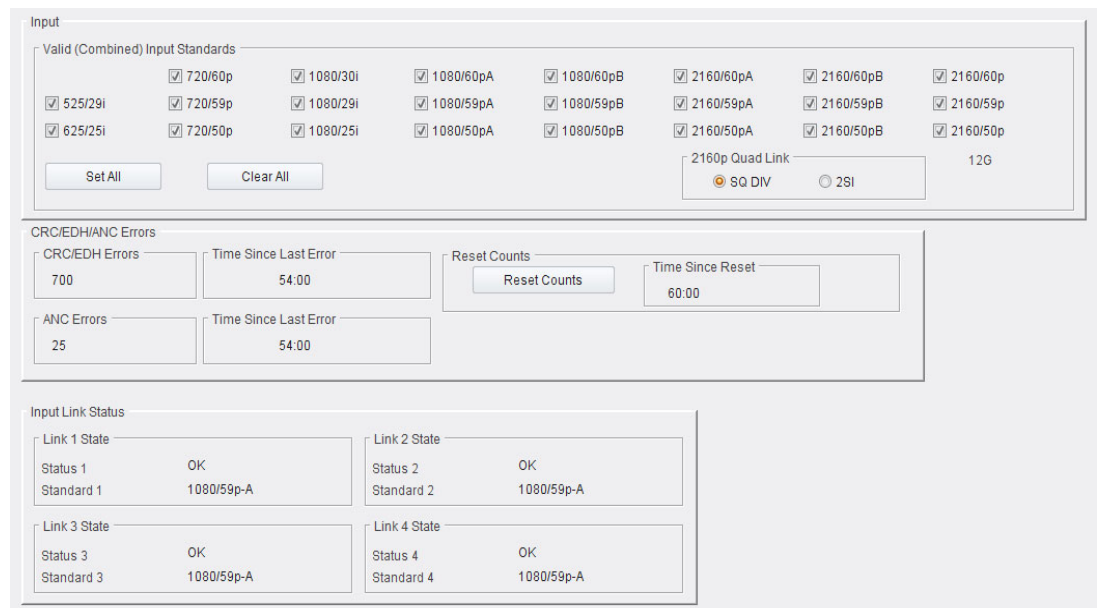 Input
Valid (Combined) Input Standards
720/60p 1080/30i 1080/60pA 1080/60pB 2160/60pA 2160/60pB 2160/60p
525/29i 720/59p 1080/29i 1080/59pA 1080/59pB 2160/59pA 2160/59pB 2160/59p
625/25i 720/50p 1080/25i 1080/50pA 1080/50pB 2160/50pA 2160/50pB 2160/50p
2160p Quad Link 12G
Set All Clear All SQ DIV 2SI
CRC/EDH/ANC Errors
CRC/EDH Errors Time Since Last Error Reset Counts
700 54:00 Reset Counts Time Since Reset
60:00
ANC Errors Time Since Last Error
25 54:00
Input Link Status
Link 1 State Link 2 State
Status 1 OK Status 2 OK
Standard 1 1080/59p-A Standard 2 1080/59p-A
Link 3 State Link 4 State
Status 3 OK Status 4 OK
Standard 3 1080/59p-A Standard 4 1080/59p-A